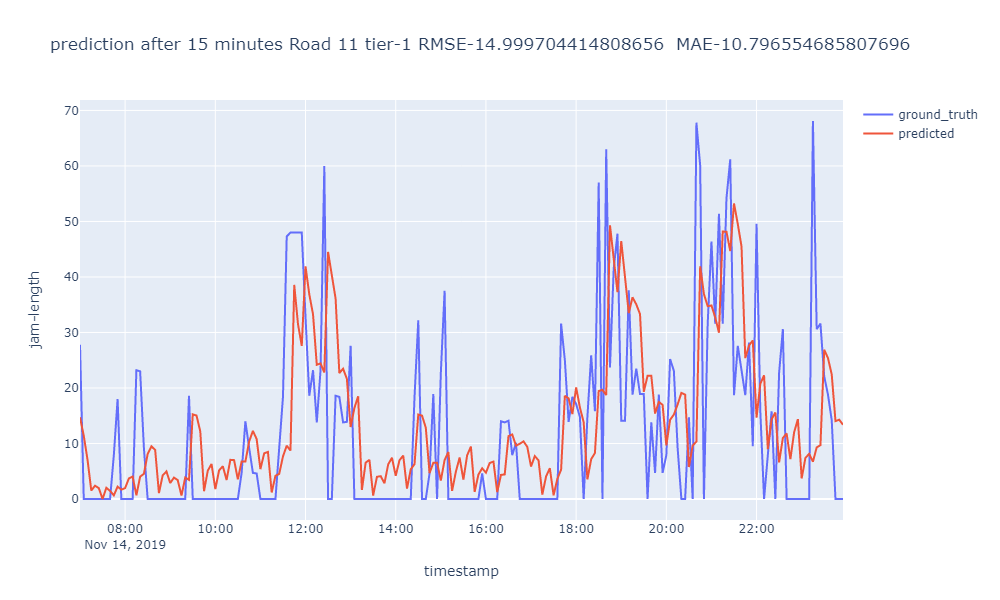 prediction after 15 minutes Road 11 tier-1 RMSE-14.999704414808656  MAE-10.796554685807696
ground_truth
predicted
70
60
50
40
30
20
10
0
jam-length
08:00 10:00 12:00 14:00 16:00 18:00 20:00 22:00
Nov 14, 2019
timestamp